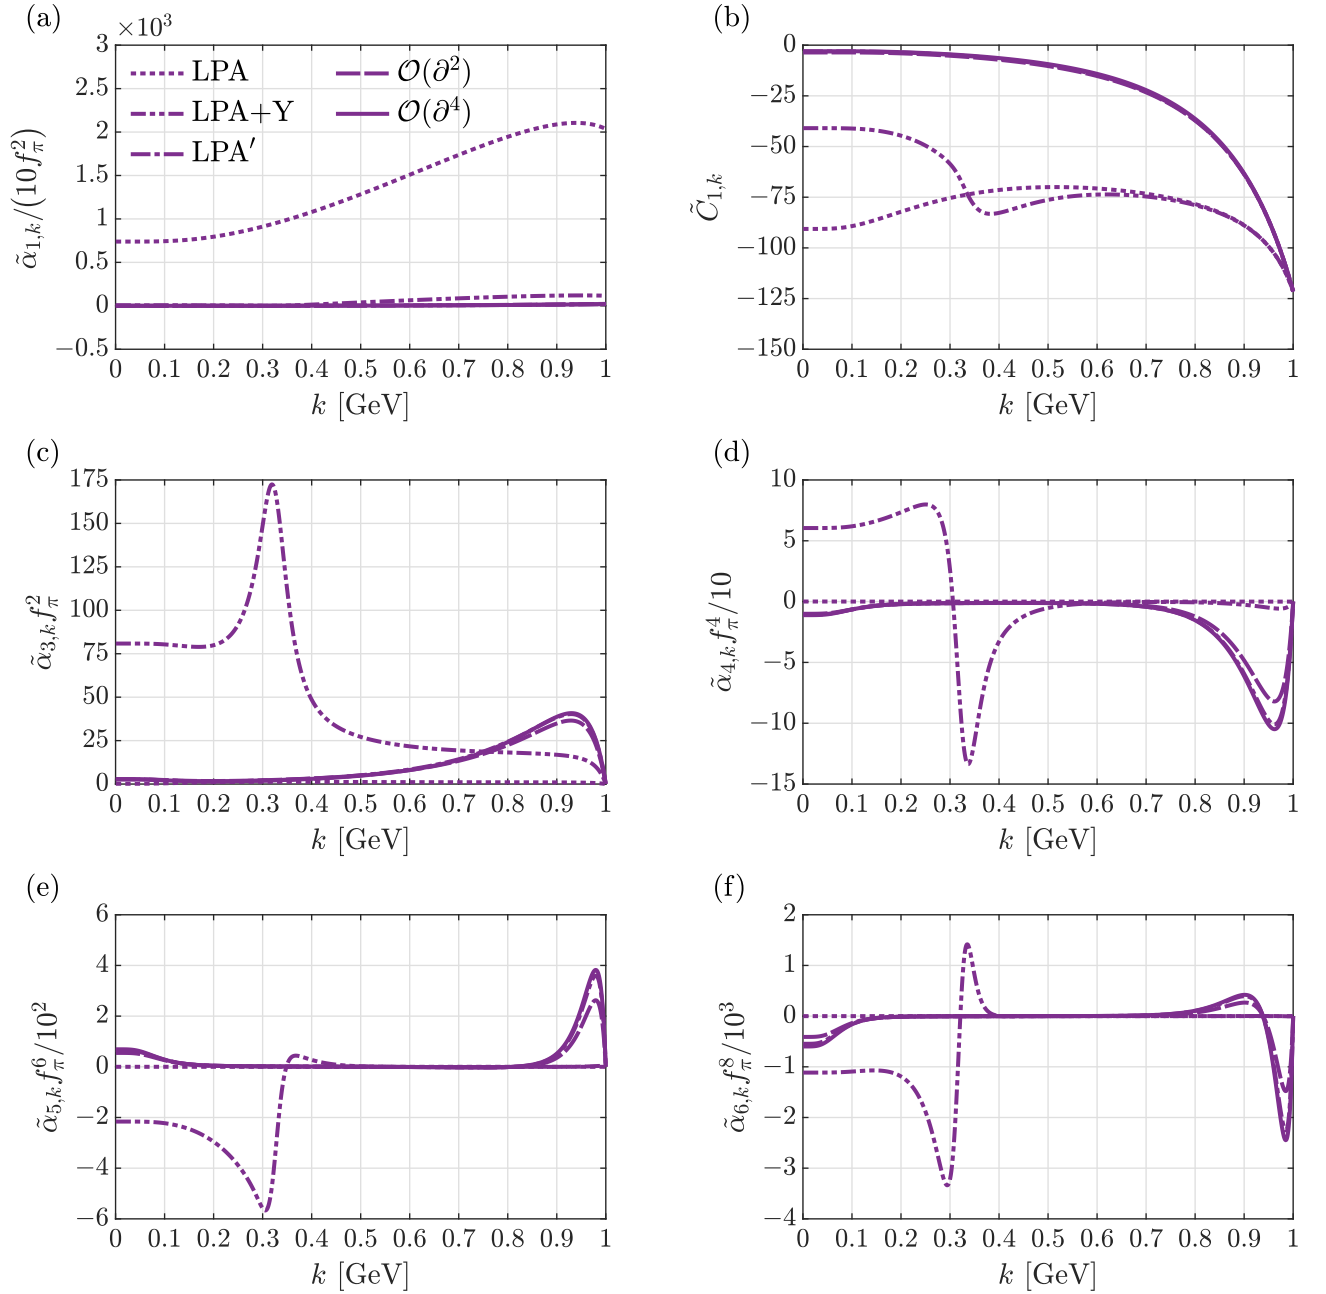 (a)
×10³
3
2.5
2
1.5
1
0.5
0
−0.5
α̃₁,ₖ/(10f_π²)
LPA
LPA+Y
LPA′
𝒪(∂²)
𝒪(∂⁴)
0 0.1 0.2 0.3 0.4 0.5 0.6 0.7 0.8 0.9 1
k [GeV]
(b)
0
−25
−50
−75
−100
−125
−150
C̃₁,ₖ
0 0.1 0.2 0.3 0.4 0.5 0.6 0.7 0.8 0.9 1
k [GeV]
(c)
175
150
125
100
75
50
25
0
α̃₃,ₖf_π²
0 0.1 0.2 0.3 0.4 0.5 0.6 0.7 0.8 0.9 1
k [GeV]
(d)
10
5
0
−5
−10
−15
α̃₄,ₖf_π⁴/10
0 0.1 0.2 0.3 0.4 0.5 0.6 0.7 0.8 0.9 1
k [GeV]
(e)
6
4
2
0
−2
−4
−6
α̃₅,ₖf_π⁶/10²
0 0.1 0.2 0.3 0.4 0.5 0.6 0.7 0.8 0.9 1
k [GeV]
(f)
2
1
0
−1
−2
−3
−4
α̃₆,ₖf_π⁸/10³
0 0.1 0.2 0.3 0.4 0.5 0.6 0.7 0.8 0.9 1
k [GeV]